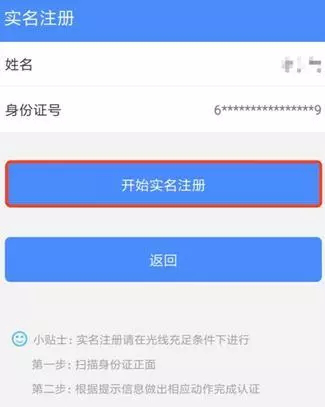 实名注册
姓名
身份证号 6****************9
开始实名注册
返回
小贴士：实名注册请在光线充足条件下进行
第一步：扫描身份证正面
第二步：根据提示信息做出相应动作完成认证